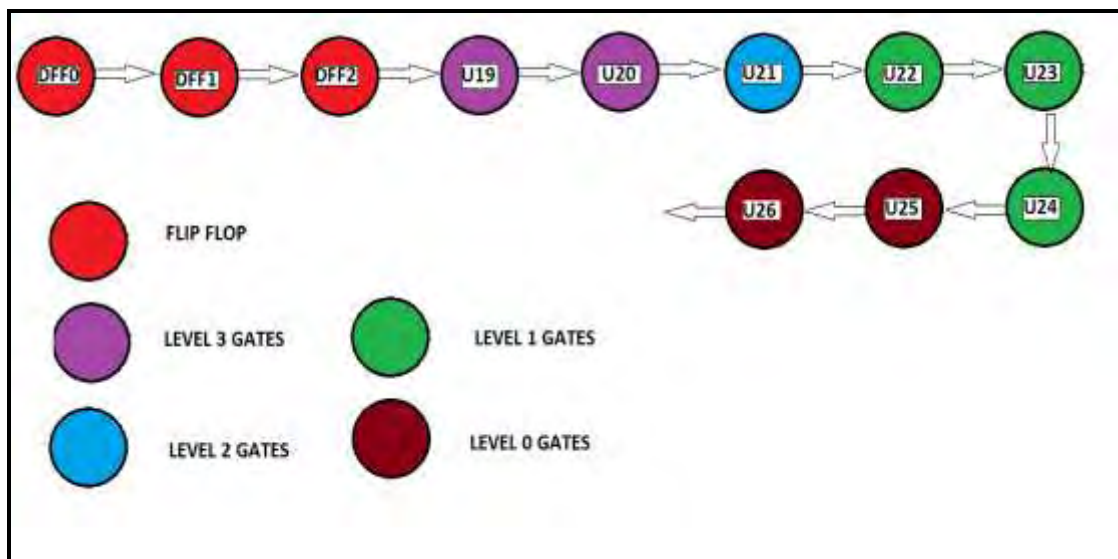 DFF0 DFF1 DFF2 U19 U20 U21 U22 U23
U26 U25 U24
FLIP FLOP
LEVEL 3 GATES
LEVEL 1 GATES
LEVEL 2 GATES
LEVEL 0 GATES